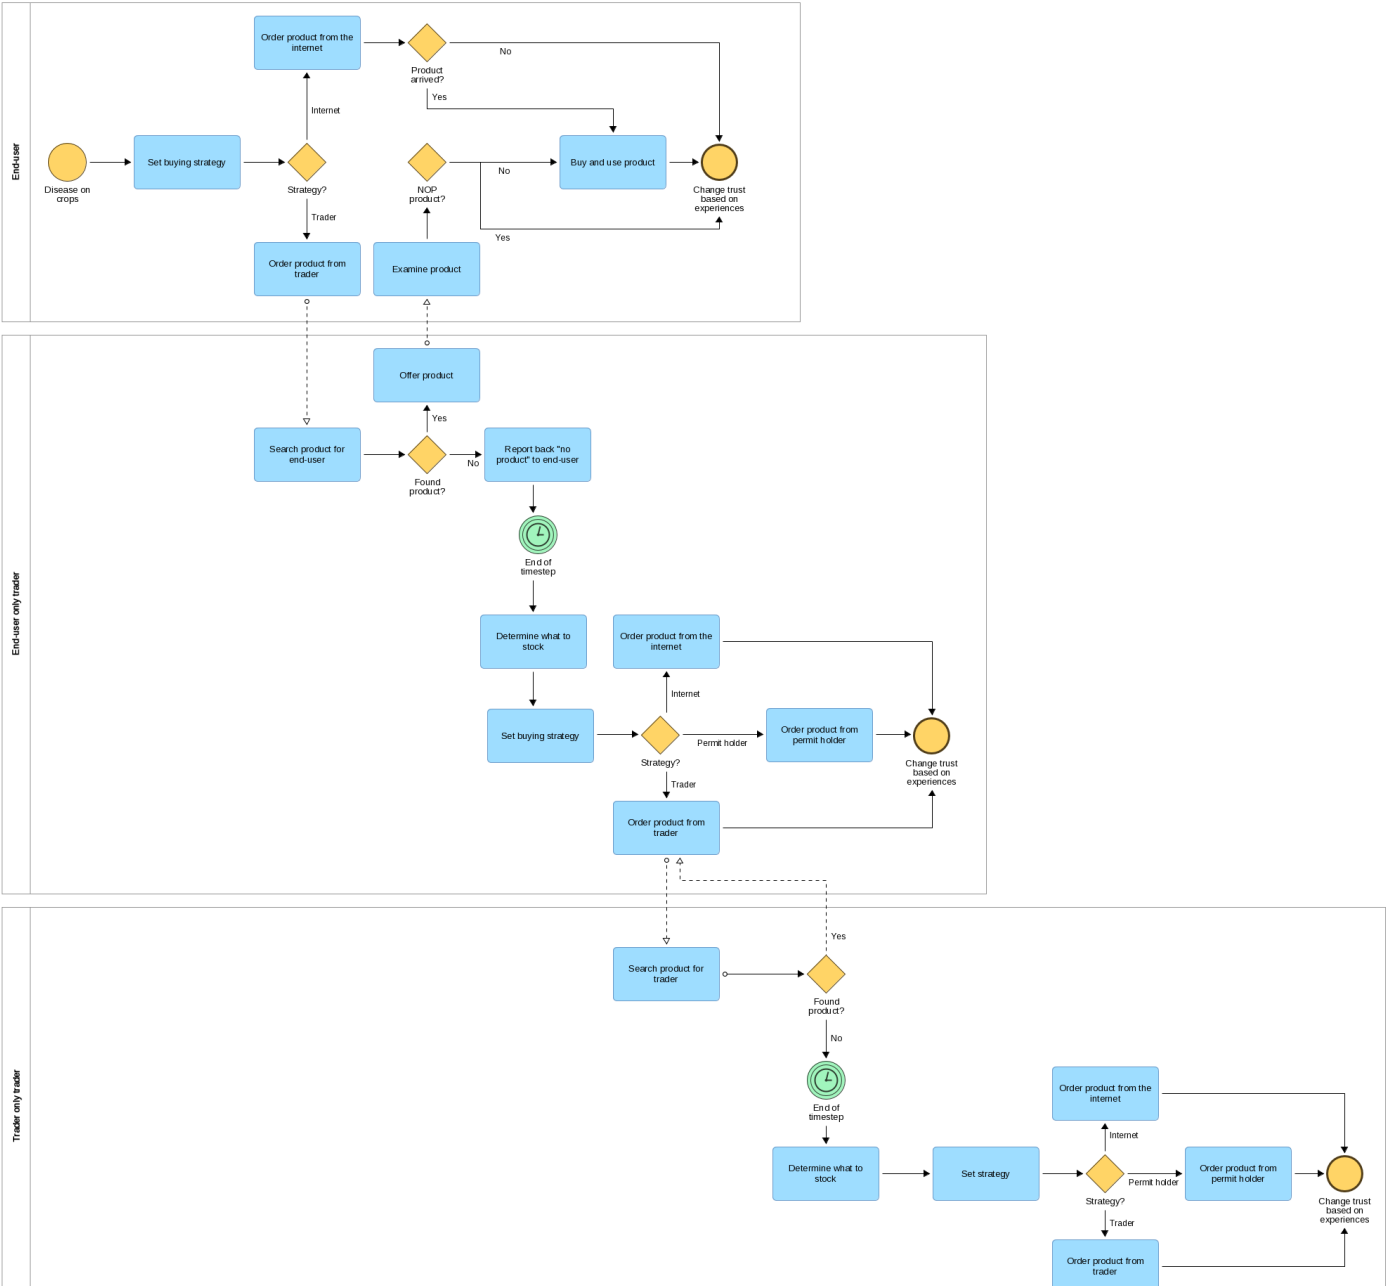 End-user
Order product from the
internet
Product
arrived?
No
Yes
Internet
Disease on
crops
Set buying strategy
Strategy?
NOP
product?
No
Buy and use product
Change trust
based on
experiences
Trader
Yes
Order product from
trader
Examine product
End-user only trader
Offer product
Yes
Search product for
end-user
Found
product?
No
Report back "no
product" to end-user
End of
timestep
Determine what to
stock
Order product from the
internet
Internet
Set buying strategy
Strategy?
Permit holder
Order product from
permit holder
Change trust
based on
experiences
Trader
Order product from
trader
Trader only trader
Yes
Search product for
trader
Found
product?
No
End of
timestep
Order product from the
internet
Internet
Determine what to
stock
Set strategy
Strategy?
Permit holder
Order product from
permit holder
Change trust
based on
experiences
Trader
Order product from
trader